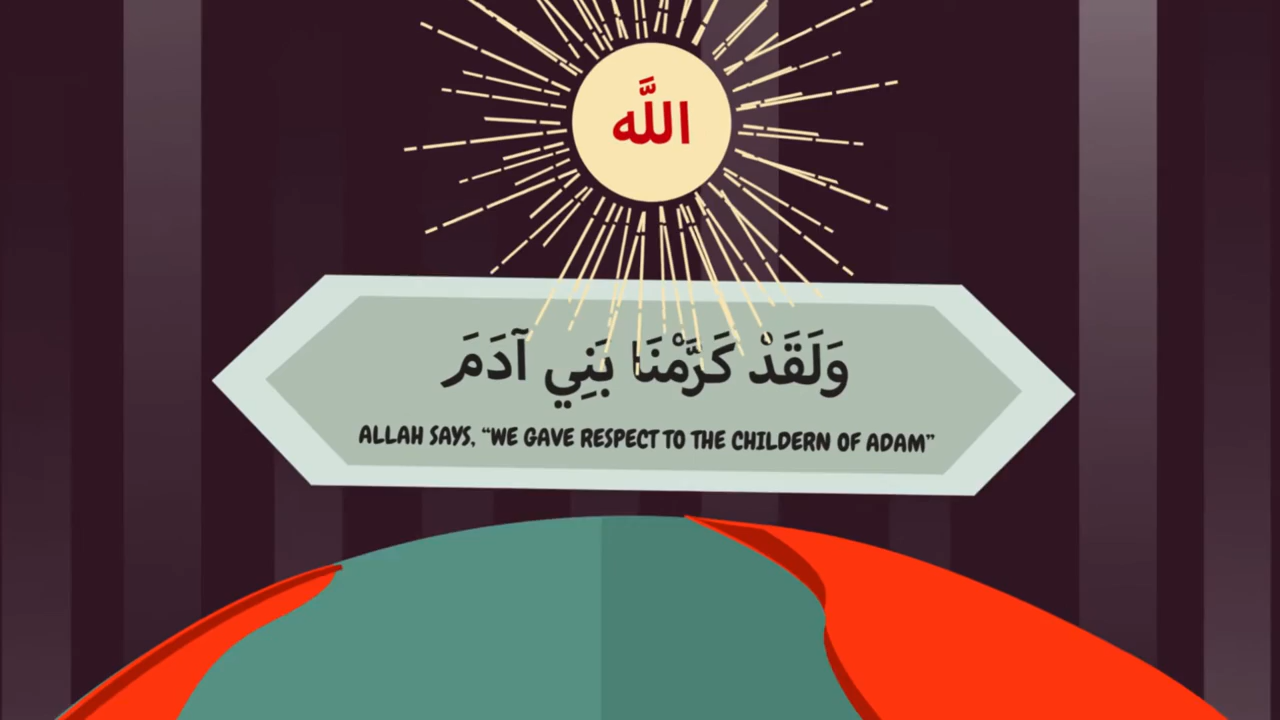 اللَّه
وَلَقَدْ كَرَّمْنَا بَنِي آدَمَ
ALLAH SAYS, “WE GAVE RESPECT TO THE CHILDERN OF ADAM”